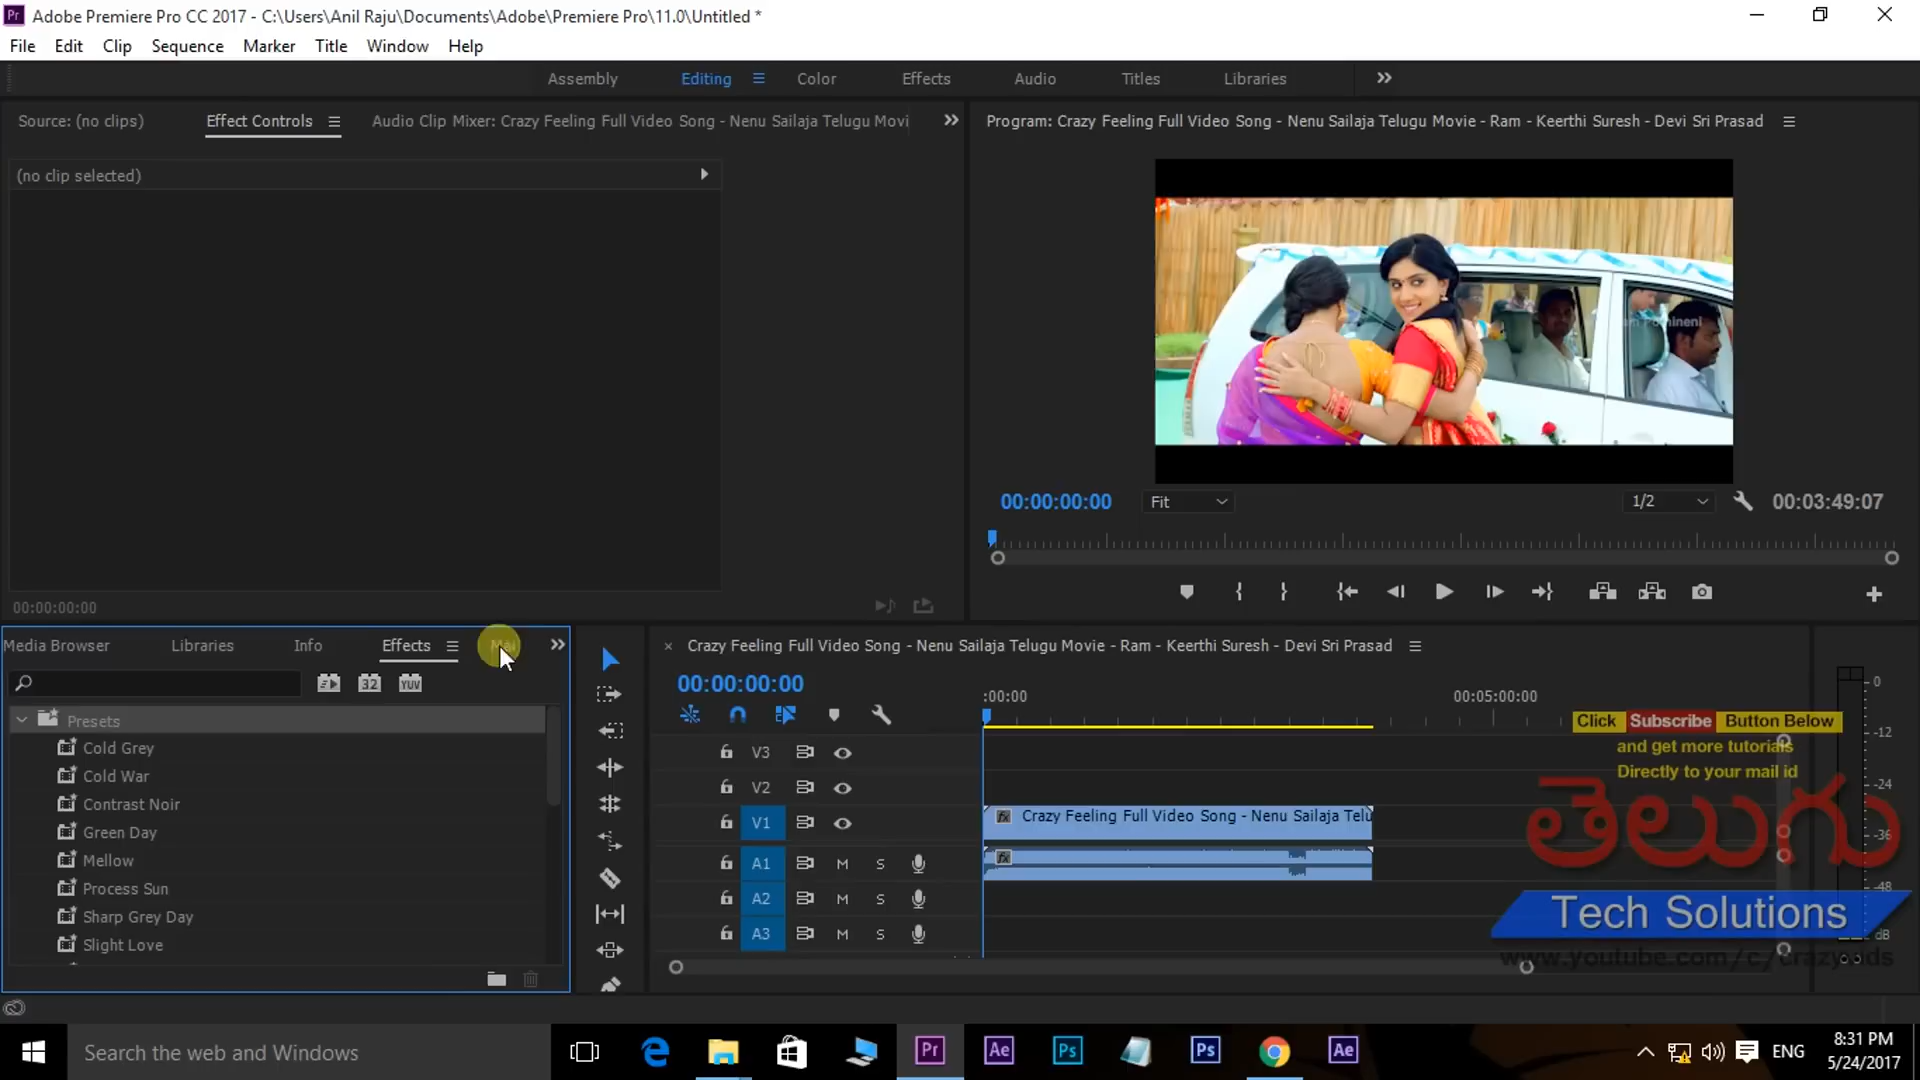 Adobe Premiere Pro CC 2017 - C:\Users\Anil Raju\Documents\Adobe\Premiere Pro\11.0\Untitled *
File Edit Clip Sequence Marker Title Window Help
Assembly Editing Color Effects Audio Titles Libraries
Source: (no clips) Effect Controls Audio Clip Mixer: Crazy Feeling Full Video Song - Nenu Sailaja Telugu Movi
Program: Crazy Feeling Full Video Song - Nenu Sailaja Telugu Movie - Ram - Keerthi Suresh - Devi Sri Prasad
(no clip selected)
00:00:00:00 Fit 1/2 00:03:49:07
00:00:00:00
Media Browser Libraries Info Effects
32 YUV
Presets
Cold Grey
Cold War
Contrast Noir
Green Day
Mellow
Process Sun
Sharp Grey Day
Slight Love
Crazy Feeling Full Video Song - Nenu Sailaja Telugu Movie - Ram - Keerthi Suresh - Devi Sri Prasad
00:00:00:00
:00:00 00:05:00:00
V3
V2
V1 fx Crazy Feeling Full Video Song - Nenu Sailaja Telu
A1 M S fx
A2 M S
A3 M S
0
-12
-24
-36
-48
dB
Click Subscribe Button Below
and get more tutorials
Directly to your mail id
తెలుగు
Tech Solutions
Search the web and Windows
Pr Ae Ps Ps Ae
ENG
8:31 PM
5/24/2017